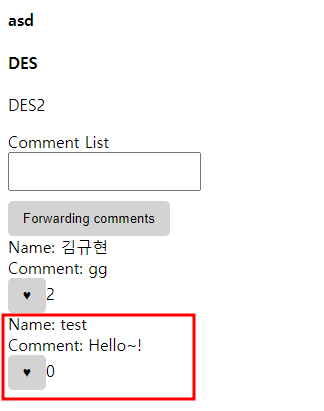 asd
DES
DES2
Comment List
Forwarding comments
Name: 김규현
Comment: gg
♥ 2
Name: test
Comment: Hello~!
♥ 0